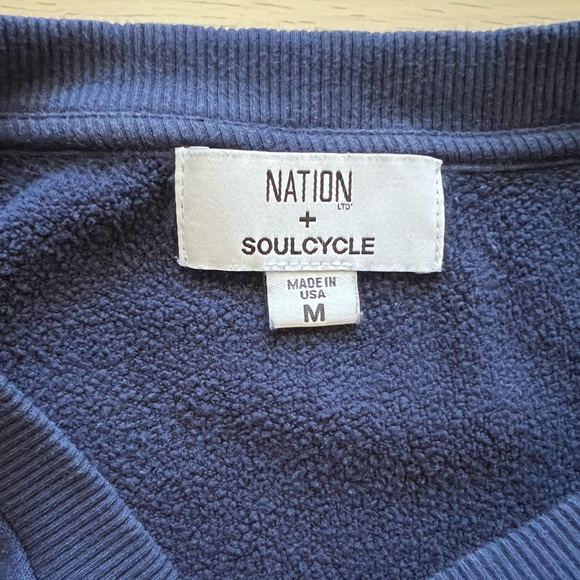 NATION
LTD
+
SOULCYCLE
MADE IN
USA
M